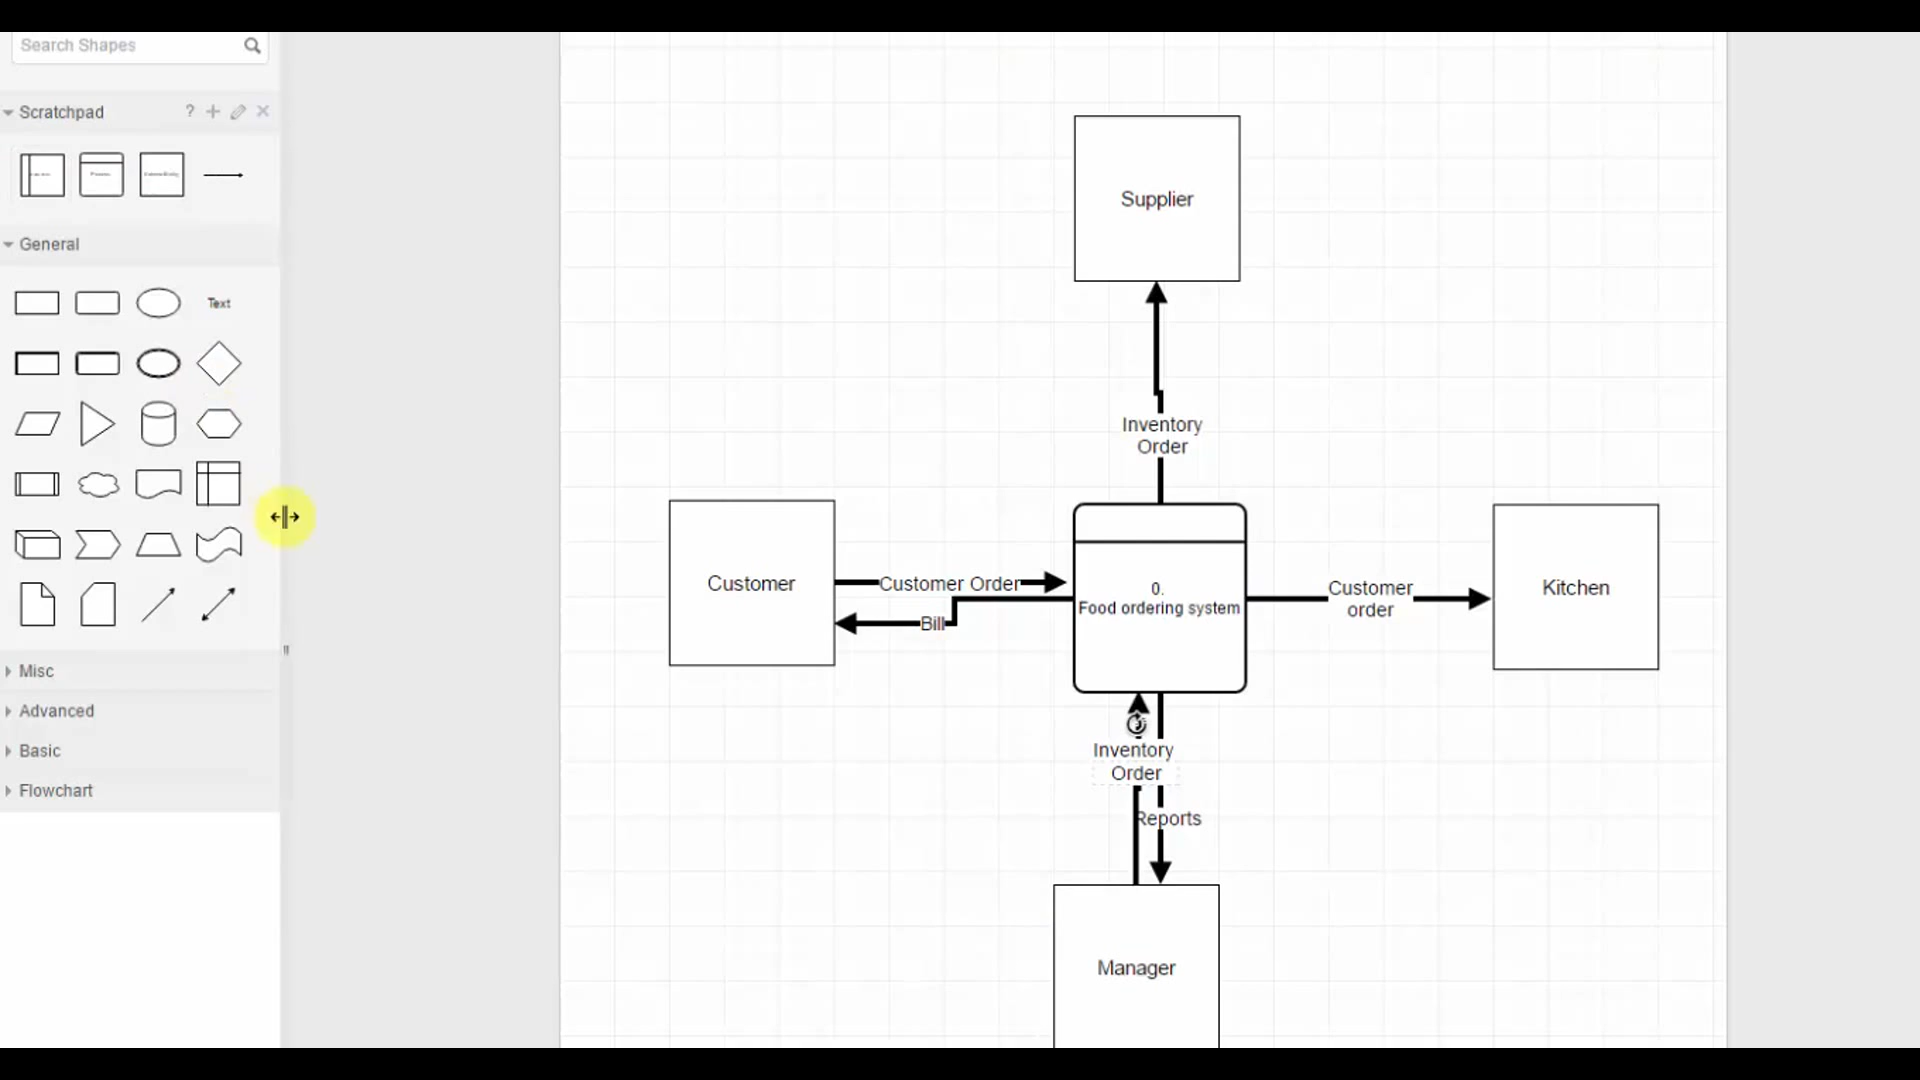 Search Shapes
Scratchpad
?
Process
General
Text
Misc
Advanced
Basic
Flowchart
Supplier
Inventory
Order
Customer
Customer Order
Bill
0.
Food ordering system
Customer
order
Kitchen
Inventory
Order
Reports
Manager